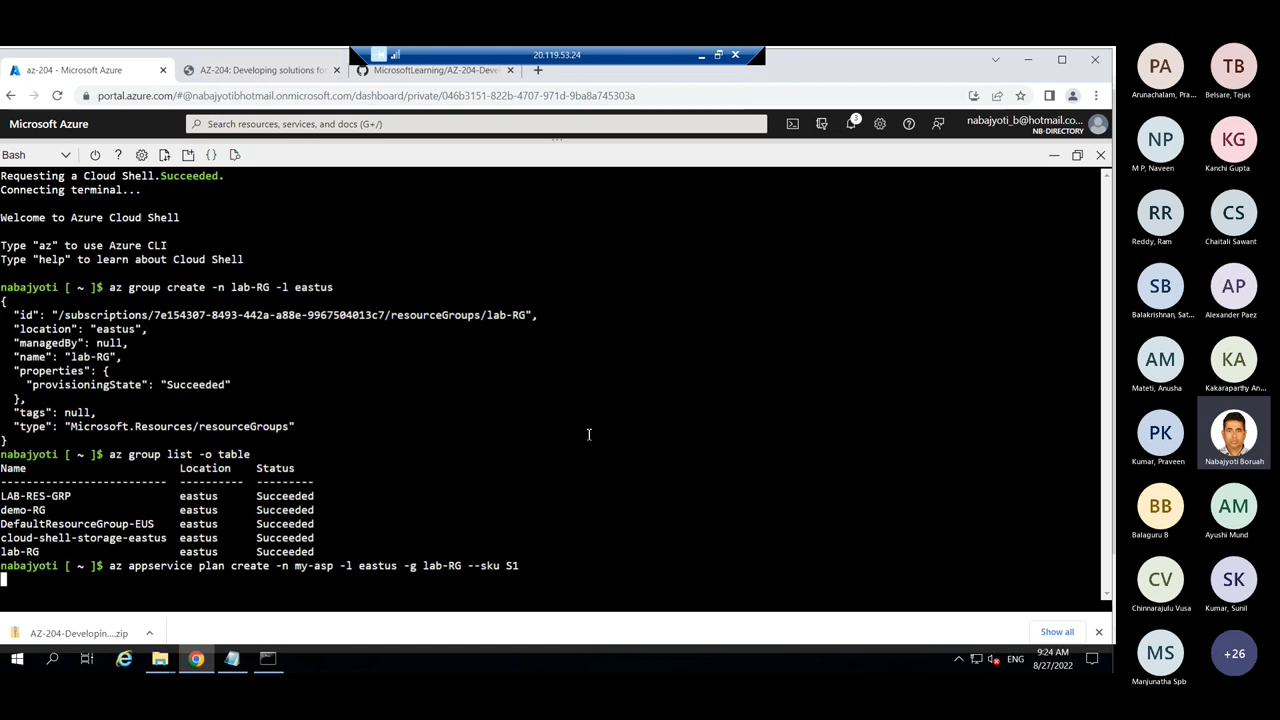 20.119.53.24
az-204 - Microsoft Azure
AZ-204: Developing solutions for
MicrosoftLearning/AZ-204-Deve
portal.azure.com/#@nabajyotibhotmail.onmicrosoft.com/dashboard/private/046b3151-822b-4707-971d-9ba8a745303a
Microsoft Azure
Search resources, services, and docs (G+/)
3
nabajyoti_b@hotmail.co...
NB-DIRECTORY
Bash
Requesting a Cloud Shell.Succeeded.
Connecting terminal...
Welcome to Azure Cloud Shell
Type "az" to use Azure CLI
Type "help" to learn about Cloud Shell
nabajyoti [ ~ ]$ az group create -n lab-RG -l eastus
{
"id": "/subscriptions/7e154307-8493-442a-a88e-9967504013c7/resourceGroups/lab-RG",
"location": "eastus",
"managedBy": null,
"name": "lab-RG",
"properties": {
"provisioningState": "Succeeded"
},
"tags": null,
"type": "Microsoft.Resources/resourceGroups"
}
nabajyoti [ ~ ]$ az group list -o table
Name Location Status
------------------------- ---------- ---------
LAB-RES-GRP eastus Succeeded
demo-RG eastus Succeeded
DefaultResourceGroup-EUS eastus Succeeded
cloud-shell-storage-eastus eastus Succeeded
lab-RG eastus Succeeded
nabajyoti [ ~ ]$ az appservice plan create -n my-asp -l eastus -g lab-RG --sku S1
AZ-204-Developin....zip
Show all
ENG
9:24 AM
8/27/2022
PA
Arunachalam, Pra...
TB
Belsare, Tejas
NP
M P, Naveen
KG
Kanchi Gupta
RR
Reddy, Ram
CS
Chaitali Sawant
SB
Balakrishnan, Sat...
AP
Alexander Paez
AM
Mateti, Anusha
KA
Kakaraparthy An...
PK
Kumar, Praveen
Nabajyoti Boruah
BB
Balaguru B
AM
Ayushi Mund
CV
Chinnarajulu Vusa
SK
Kumar, Sunil
MS
Manjunatha Spb
+26